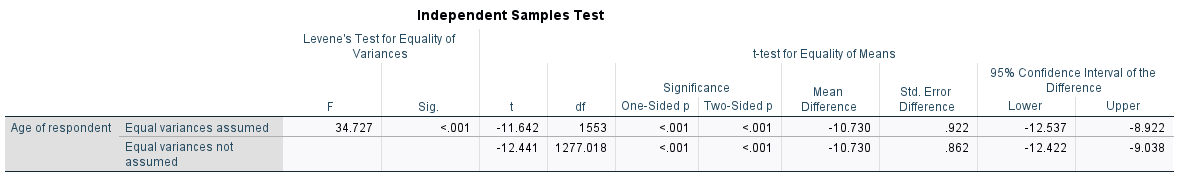 Independent Samples Test
Levene's Test for Equality of Variances
t-test for Equality of Means
F
Sig.
t
df
Significance
One-Sided p
Two-Sided p
Mean Difference
Std. Error Difference
95% Confidence Interval of the Difference
Lower
Upper
Age of respondent Equal variances assumed 34.727 <.001 -11.642 1553 <.001 <.001 -10.730 .922 -12.537 -8.922
Equal variances not assumed -12.441 1277.018 <.001 <.001 -10.730 .862 -12.422 -9.038